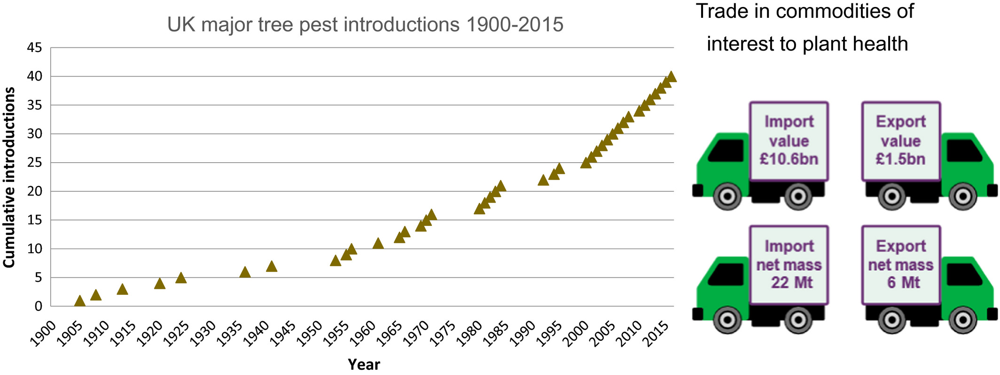 UK major tree pest introductions 1900-2015
45
40
35
30
25
20
15
10
5
0
Cumulative introductions
1900
1905
1910
1915
1920
1925
1930
1935
1940
1945
1950
1955
1960
1965
1970
1975
1980
1985
1990
1995
2000
2005
2010
2015
Year
Trade in commodities of
interest to plant health
Import
value
£10.6bn
Export
value
£1.5bn
Import
net mass
22 Mt
Export
net mass
6 Mt